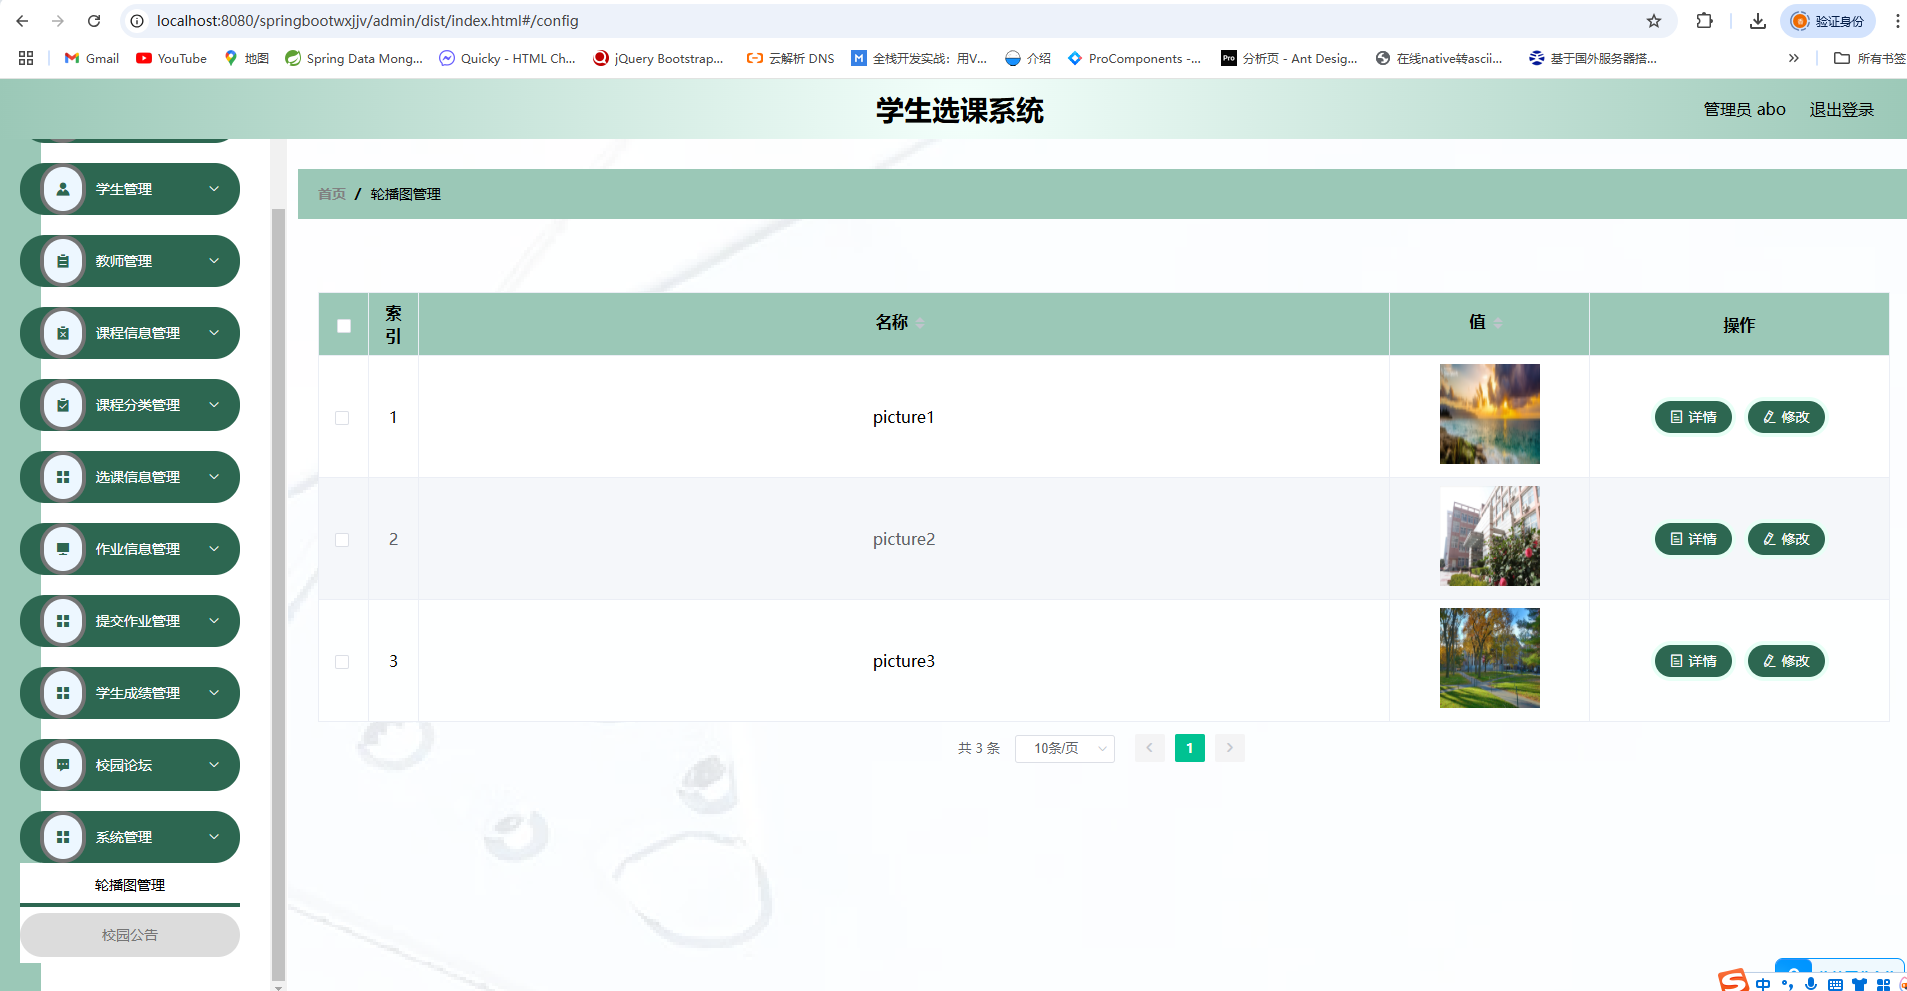 localhost:8080/springbootwxjjv/admin/dist/index.html#/config
验证身份
Gmail
YouTube
地图
Spring Data Mong...
Quicky - HTML Ch...
jQuery Bootstrap...
云解析 DNS
全栈开发实战：用V...
介绍
ProComponents -...
Pro
分析页 - Ant Desig...
在线native转ascii...
基于国外服务器搭...
所有书签
学生选课系统
管理员 abo
退出登录
学生管理
教师管理
课程信息管理
课程分类管理
选课信息管理
作业信息管理
提交作业管理
学生成绩管理
校园论坛
系统管理
轮播图管理
校园公告
首页 / 轮播图管理
索引 名称 值 操作
1 picture1 详情 修改
2 picture2 详情 修改
3 picture3 详情 修改
共 3 条 10条/页 1
中